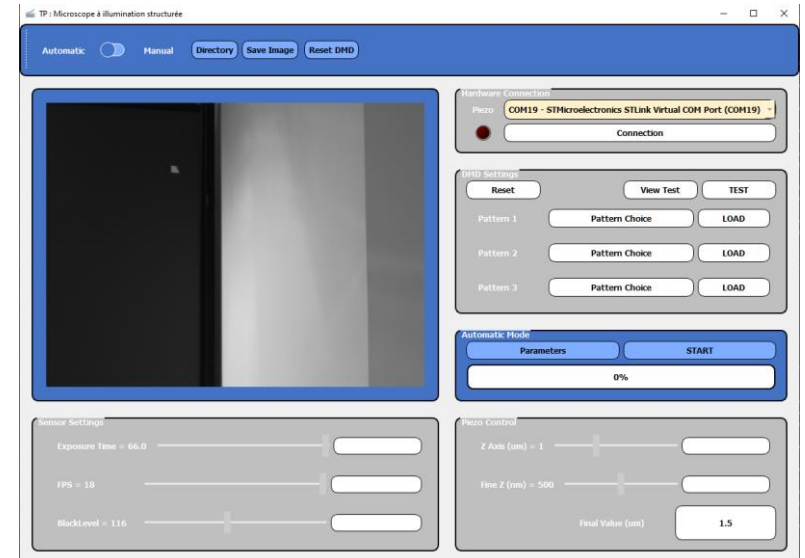 TP : Microscope à illumination structurée
Automatic Manual Directory Save Image Reset DMD
Hardware Connection
Piezo COM19 - STMicroelectronics STLink Virtual COM Port (COM19)
Connection
DMD Settings
Reset View Test TEST
Pattern 1 Pattern Choice LOAD
Pattern 2 Pattern Choice LOAD
Pattern 3 Pattern Choice LOAD
Automatic Mode
Parameters START
0%
Sensor Settings
Exposure Time = 66.0
FPS = 18
BlackLevel = 116
Piezo Control
Z Axis (um) = 1
Fine Z (nm) = 500
Final Value (um) 1.5